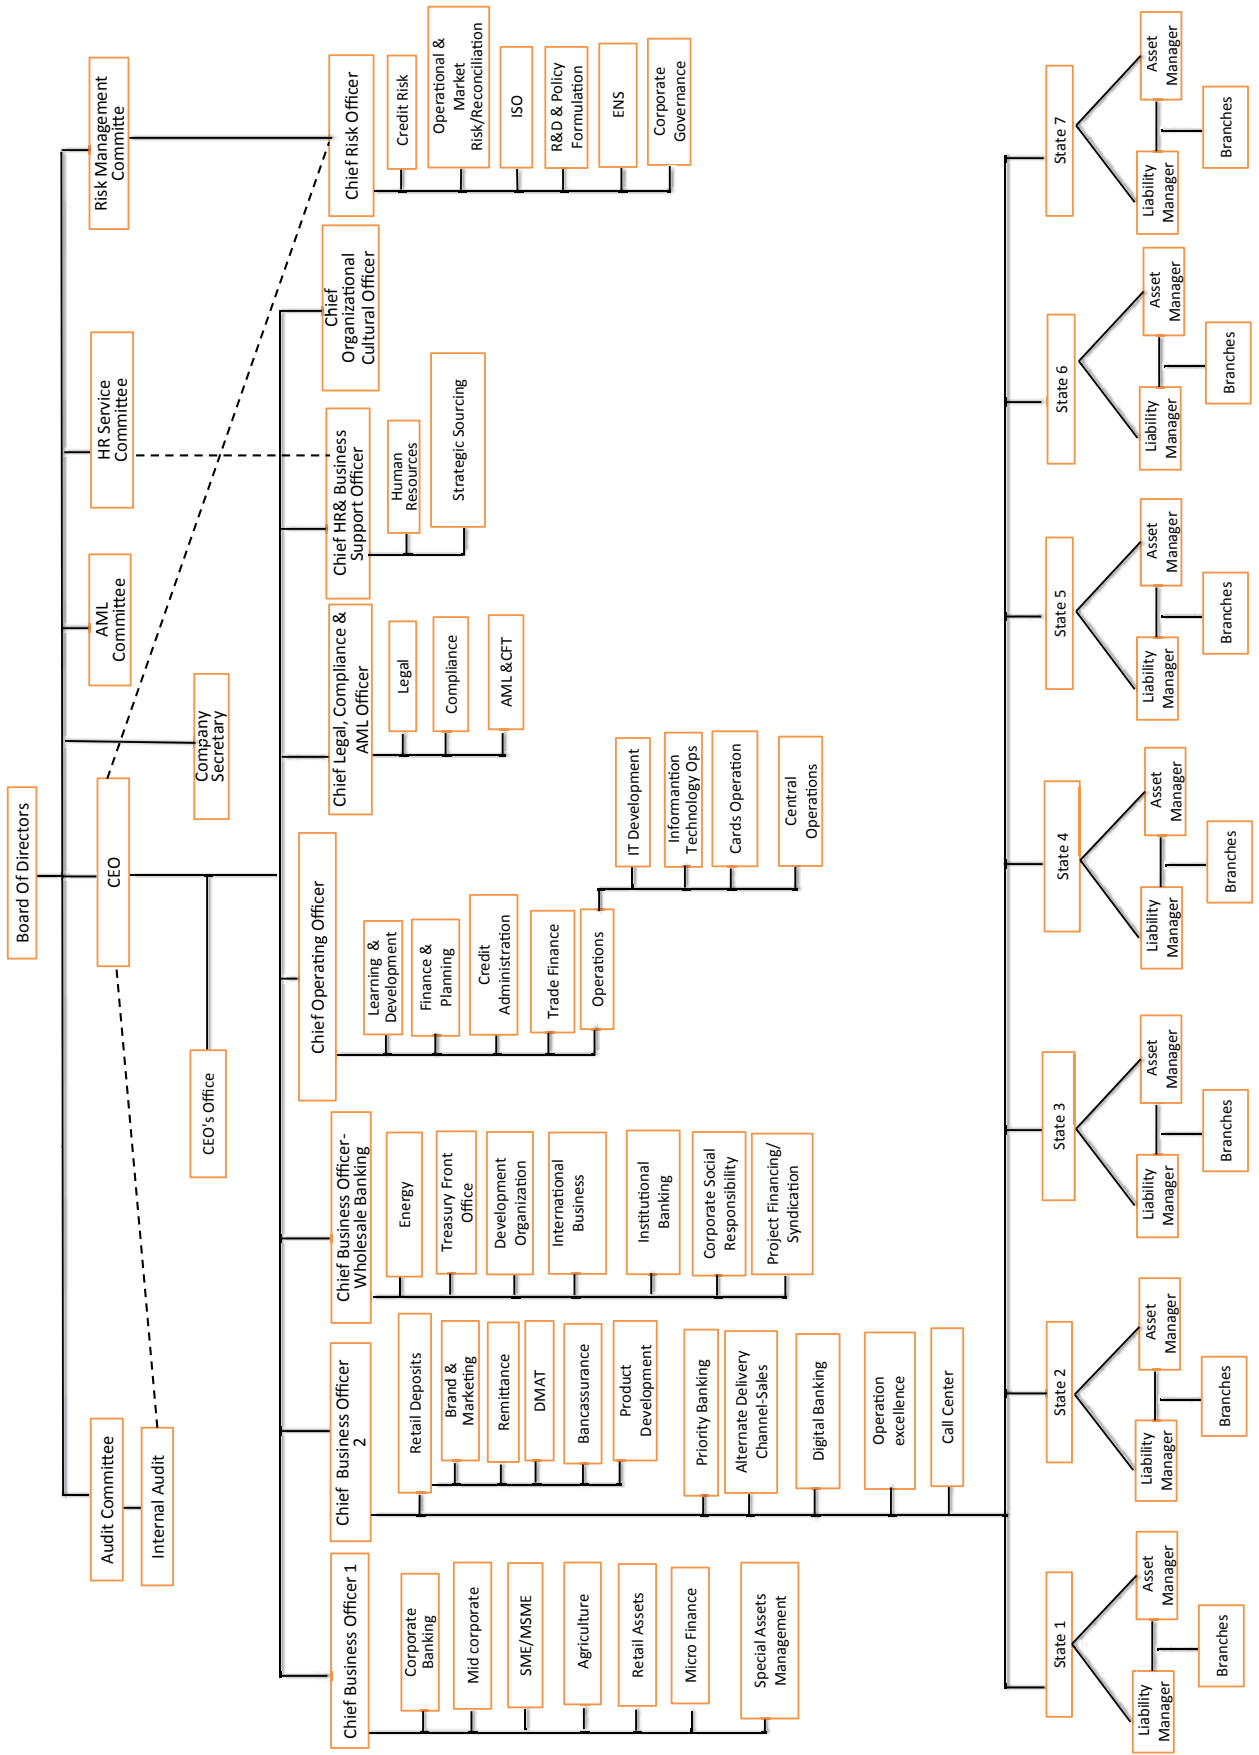 Board Of Directors
Audit Committee
Internal Audit
CEO
CEO's Office
Company
Secretary
AML
Committee
HR Service
Committee
Risk Management
Committe
Chief Business Officer 1
Corporate
Banking
Mid corporate
SME/MSME
Agriculture
Retail Assets
Micro Finance
Special Assets
Management
Chief Business Officer
2
Retail Deposits
Brand &
Marketing
Remittance
DMAT
Bancassurance
Product
Development
Priority Banking
Alternate Delivery
Channel-Sales
Digital Banking
Operation
excellence
Call Center
Chief Business Officer-
Wholesale Banking
Energy
Treasury Front
Office
Development
Organization
International
Business
Institutional
Banking
Corporate Social
Responsibility
Project Financing/
Syndication
Chief Operating Officer
Learning &
Development
Finance &
Planning
Credit
Administration
Trade Finance
Operations
IT Development
Informantion
Technology Ops
Cards Operation
Central
Operations
Chief Legal, Compliance &
AML Officer
Legal
Compliance
AML &CFT
Chief HR& Business
Support Officer
Human
Resources
Strategic Sourcing
Chief
Organizational
Cultural Officer
Chief Risk Officer
Credit Risk
Operational &
Market
Risk/Reconciliation
ISO
R&D & Policy
Formulation
ENS
Corporate
Governance
State 1
Liability
Manager
Asset
Manager
Branches
State 2
Liability
Manager
Asset
Manager
Branches
State 3
Liability
Manager
Asset
Manager
Branches
State 4
Liability
Manager
Asset
Manager
Branches
State 5
Liability
Manager
Asset
Manager
Branches
State 6
Liability
Manager
Asset
Manager
Branches
State 7
Liability
Manager
Asset
Manager
Branches